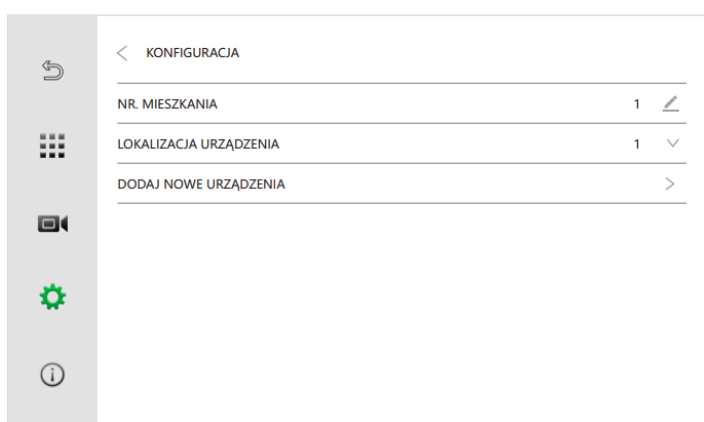 KONFIGURACJA
NR. MIESZKANIA 1
LOKALIZACJA URZĄDZENIA 1
DODAJ NOWE URZĄDZENIA